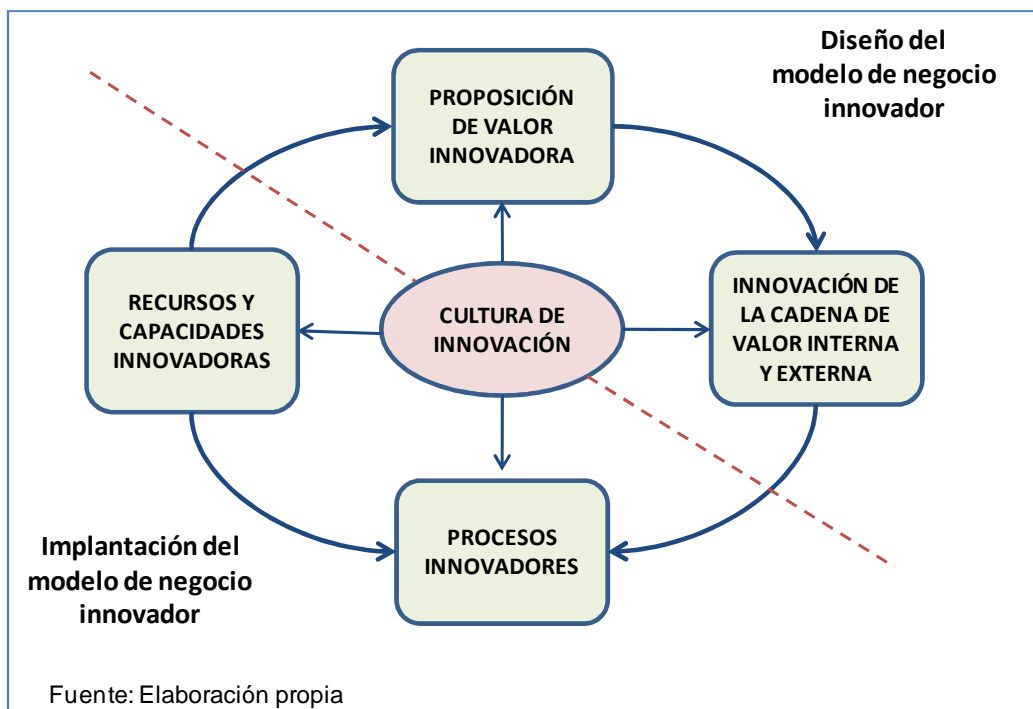 Diseño del
modelo de negocio
innovador
PROPOSICIÓN
DE VALOR
INNOVADORA
RECURSOS Y
CAPACIDADES
INNOVADORAS
CULTURA DE
INNOVACIÓN
INNOVACIÓN DE
LA CADENA DE
VALOR INTERNA
Y EXTERNA
PROCESOS
INNOVADORES
Implantación del
modelo de negocio
innovador
Fuente: Elaboración propia